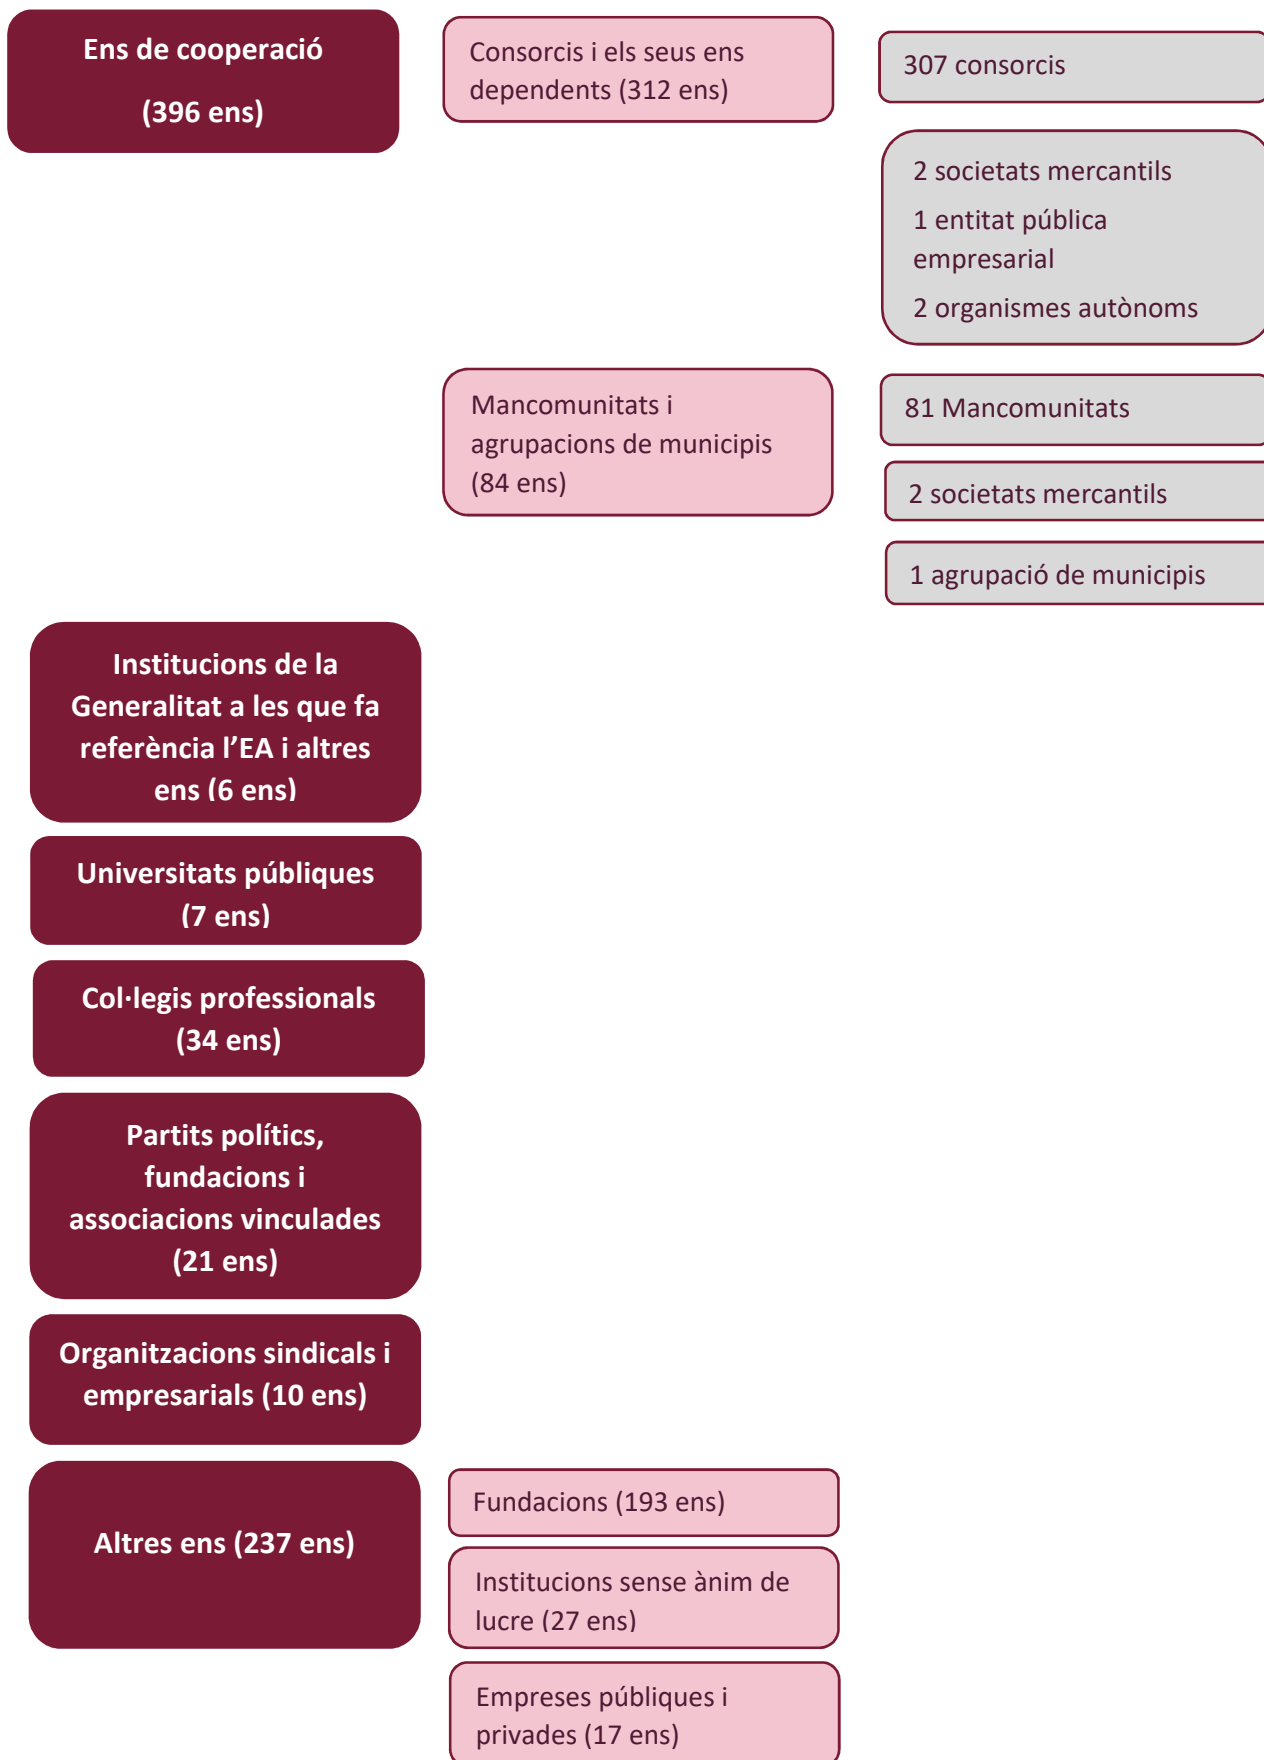 Ens de cooperació
(396 ens)
Consorcis i els seus ens
dependents (312 ens)
307 consorcis
2 societats mercantils
1 entitat pública
empresarial
2 organismes autònoms
Mancomunitats i
agrupacions de municipis
(84 ens)
81 Mancomunitats
2 societats mercantils
1 agrupació de municipis
Institucions de la
Generalitat a les que fa
referència l’EA i altres
ens (6 ens)
Universitats públiques
(7 ens)
Col·legis professionals
(34 ens)
Partits polítics,
fundacions i
associacions vinculades
(21 ens)
Organitzacions sindicals i
empresarials (10 ens)
Altres ens (237 ens)
Fundacions (193 ens)
Institucions sense ànim de
lucre (27 ens)
Empreses públiques i
privades (17 ens)